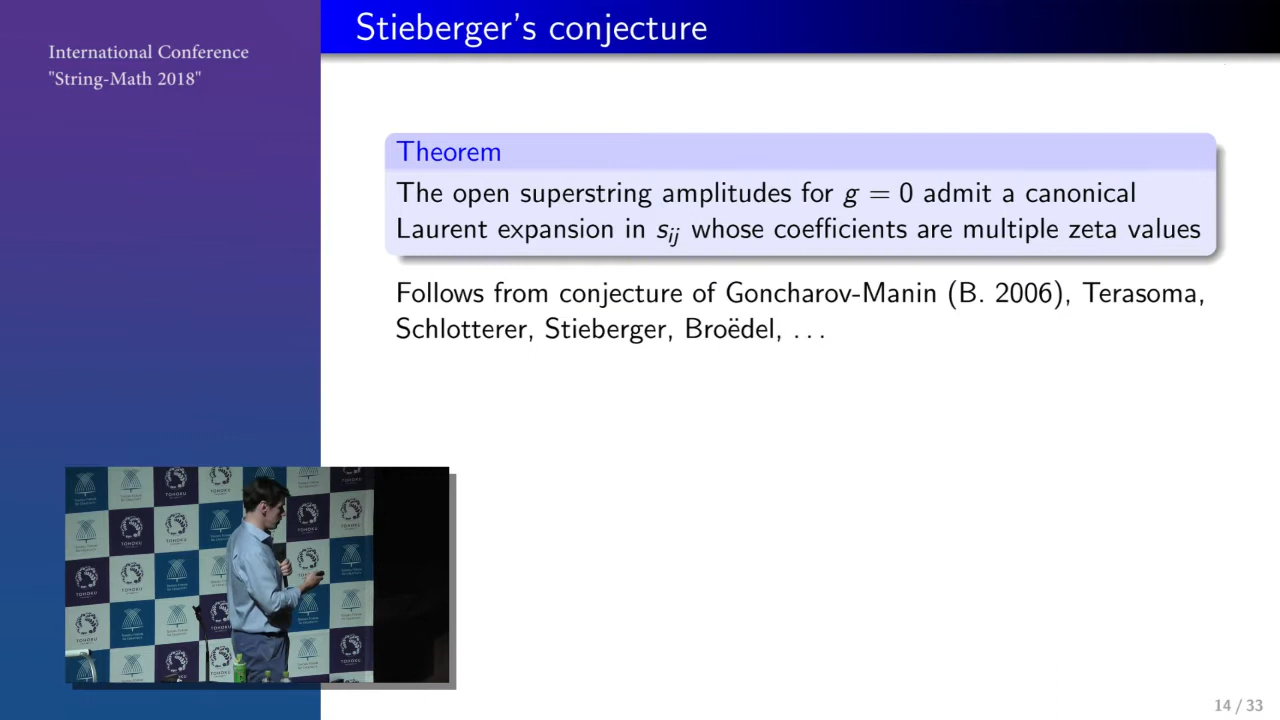 International Conference
"String-Math 2018"
Stieberger's conjecture
Theorem
The open superstring amplitudes for g = 0 admit a canonical
Laurent expansion in sij whose coefficients are multiple zeta values
Follows from conjecture of Goncharov-Manin (B. 2006), Terasoma,
Schlotterer, Stieberger, Broëdel, ...
TOHOKU
14 / 33